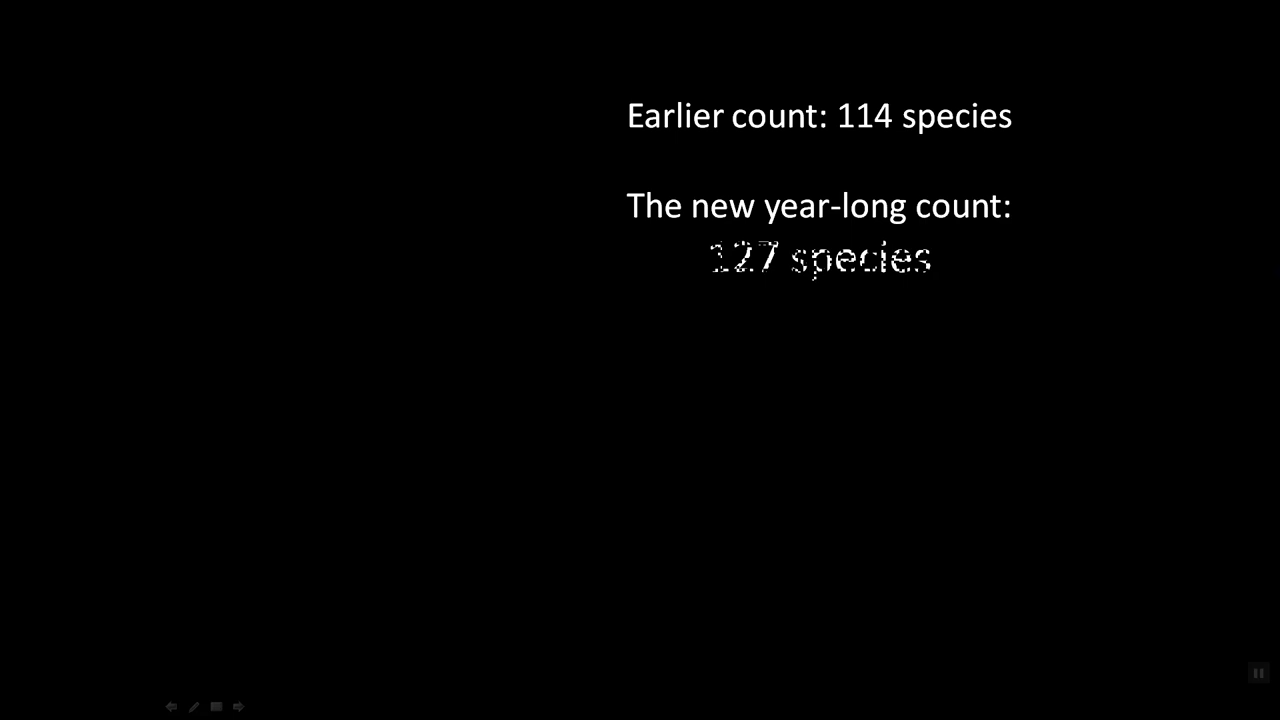 Earlier count: 114 species
The new year-long count:
127 species